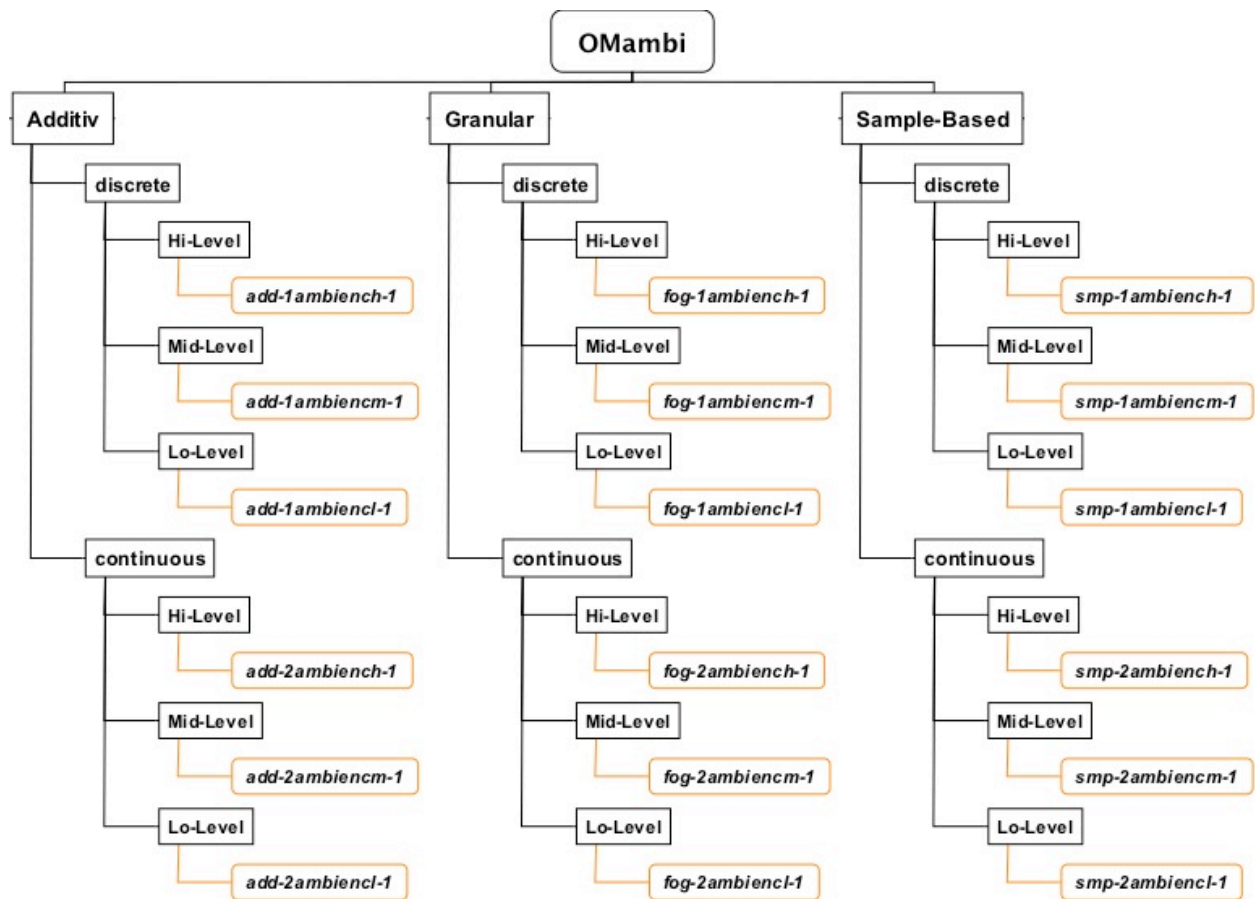 OMambi
Additiv
discrete
Hi-Level
add-1ambiench-1
Mid-Level
add-1ambiencm-1
Lo-Level
add-1ambiencl-1
continuous
Hi-Level
add-2ambiench-1
Mid-Level
add-2ambiencm-1
Lo-Level
add-2ambiencl-1
Granular
discrete
Hi-Level
fog-1ambiench-1
Mid-Level
fog-1ambiencm-1
Lo-Level
fog-1ambiencl-1
continuous
Hi-Level
fog-2ambiench-1
Mid-Level
fog-2ambiencm-1
Lo-Level
fog-2ambiencl-1
Sample-Based
discrete
Hi-Level
smp-1ambiench-1
Mid-Level
smp-1ambiencm-1
Lo-Level
smp-1ambiencl-1
continuous
Hi-Level
smp-2ambiench-1
Mid-Level
smp-2ambiencm-1
Lo-Level
smp-2ambiencl-1